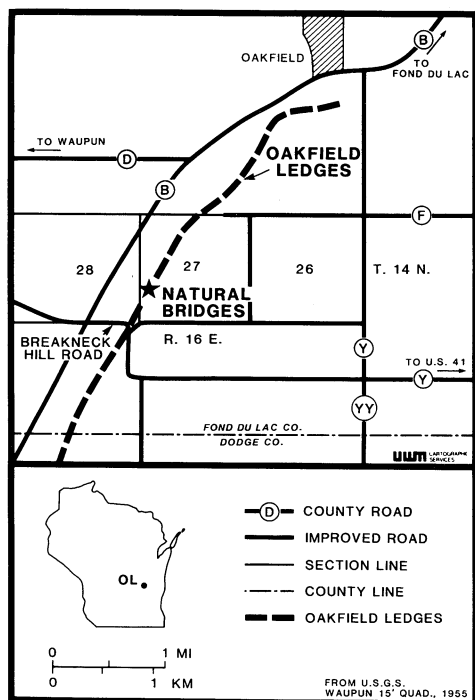 B
OAKFIELD
TO
FOND DU LAC
TO WAUPUN
D
OAKFIELD
LEDGES
B
F
28
27
26
T. 14 N.
NATURAL
BRIDGES
BREAKNECK
HILL ROAD
R. 16 E.
Y
TO U.S. 41
Y
YY
FOND DU LAC CO.
DODGE CO.
UWM CARTOGRAPHIC
SERVICES
D COUNTY ROAD
IMPROVED ROAD
SECTION LINE
COUNTY LINE
OAKFIELD LEDGES
OL
0 1 MI
0 1 KM
FROM U.S.G.S.
WAUPUN 15' QUAD., 1955